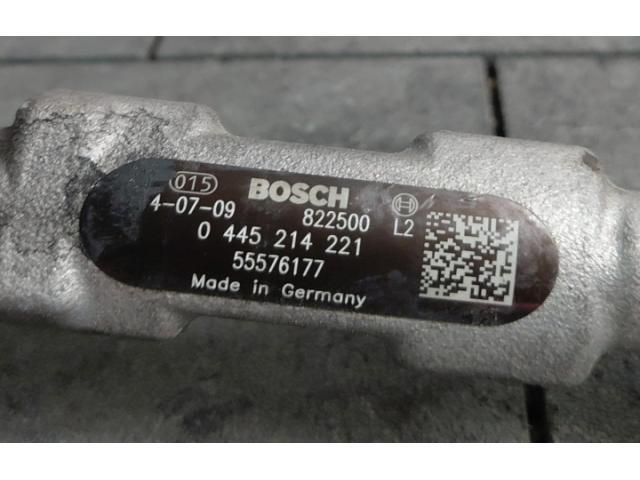 015 BOSCH
4-07-09 822500 L2
0 445 214 221
55576177
Made in Germany